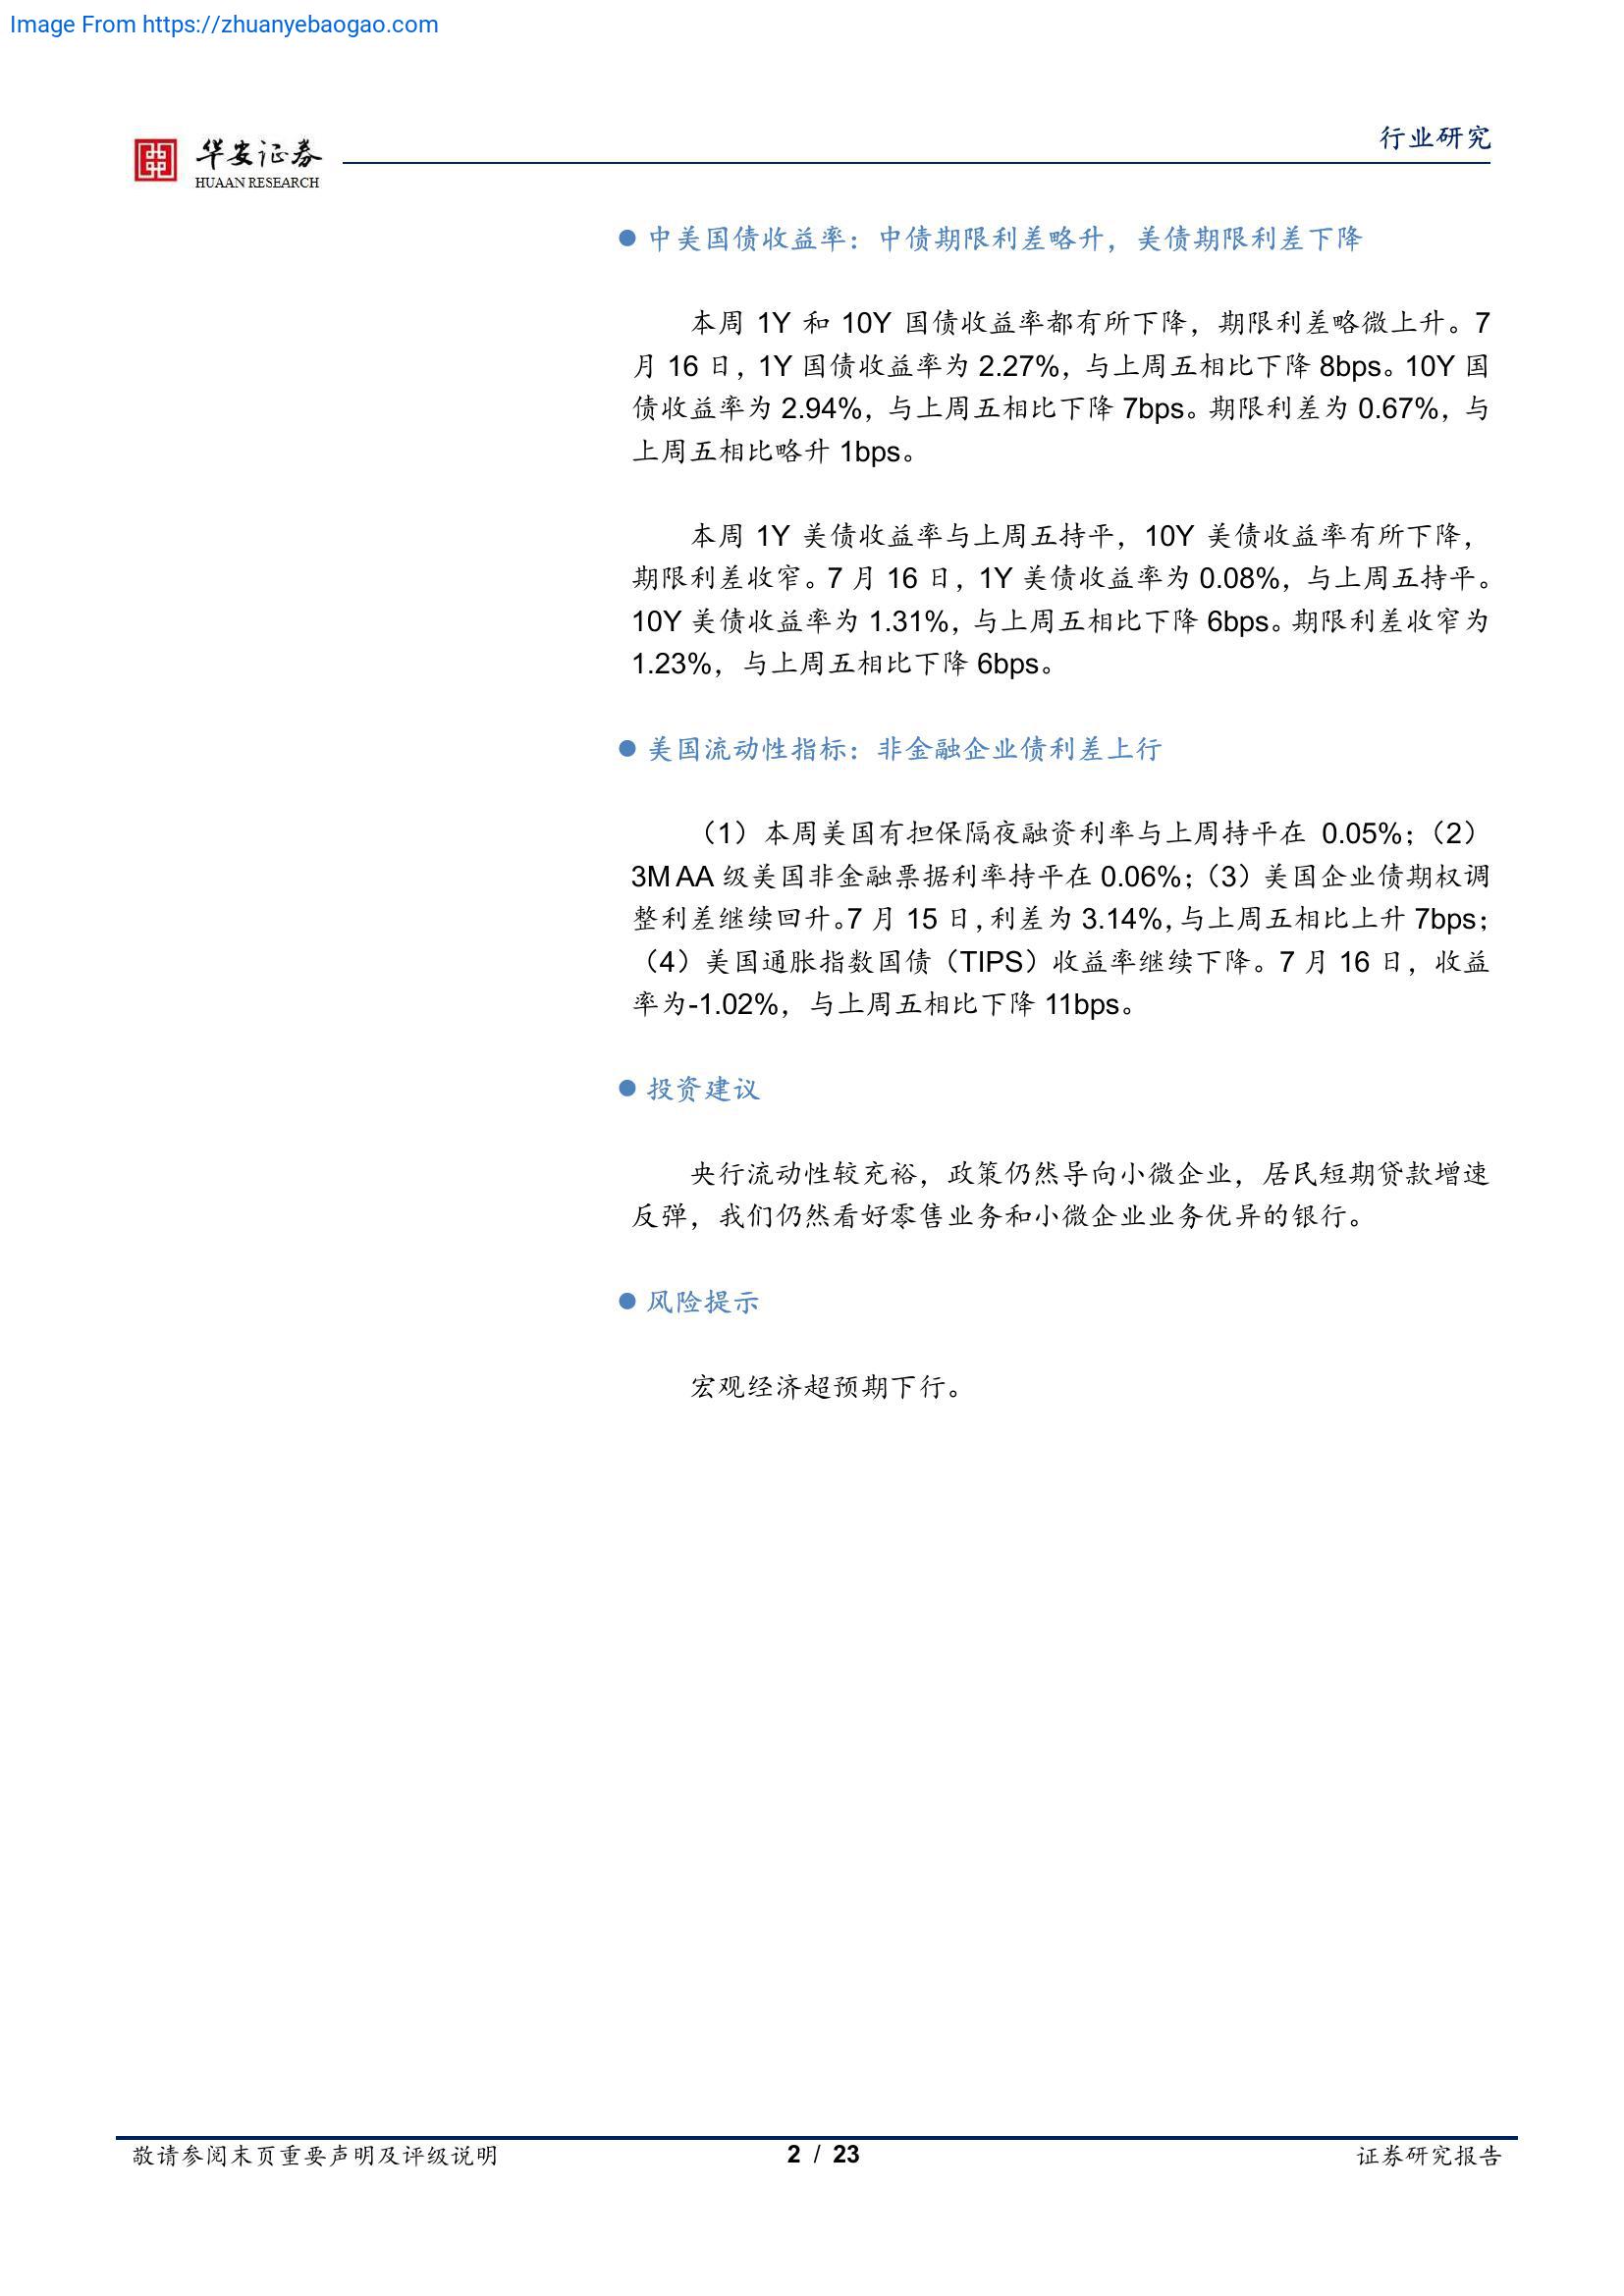 Image From https://zhuanyebaogao.com
华安证券
HUAAN RESEARCH
行业研究
中美国债收益率：中债期限利差略升，美债期限利差下降
本周 1Y 和 10Y 国债收益率都有所下降，期限利差略微上升。7
月 16 日，1Y 国债收益率为 2.27%，与上周五相比下降 8bps。10Y 国
债收益率为 2.94%，与上周五相比下降 7bps。期限利差为 0.67%，与
上周五相比略升 1bps。
本周 1Y 美债收益率与上周五持平，10Y 美债收益率有所下降，
期限利差收窄。7 月 16 日，1Y 美债收益率为 0.08%，与上周五持平。
10Y 美债收益率为 1.31%，与上周五相比下降 6bps。期限利差收窄为
1.23%，与上周五相比下降 6bps。
美国流动性指标：非金融企业债利差上行
（1）本周美国有担保隔夜融资利率与上周持平在 0.05%；（2）
3M AA 级美国非金融票据利率持平在 0.06%；（3）美国企业债期权调
整利差继续回升。7 月 15 日，利差为 3.14%，与上周五相比上升 7bps；
（4）美国通胀指数国债（TIPS）收益率继续下降。7 月 16 日，收益
率为-1.02%，与上周五相比下降 11bps。
投资建议
央行流动性较充裕，政策仍然导向小微企业，居民短期贷款增速
反弹，我们仍然看好零售业务和小微企业业务优异的银行。
风险提示
宏观经济超预期下行。
敬请参阅末页重要声明及评级说明
2 / 23
证券研究报告